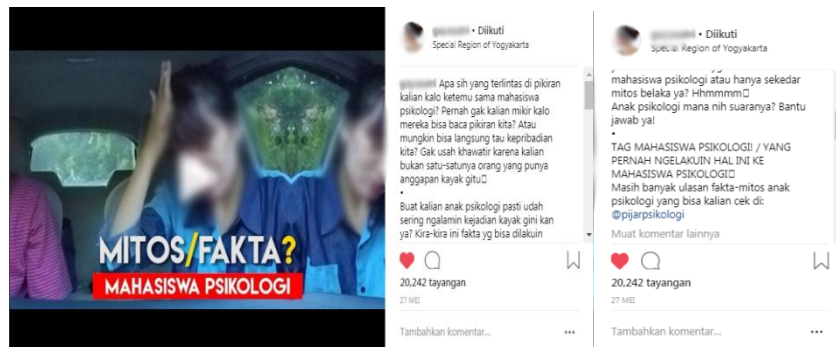 MITOS/FAKTA?
MAHASISWA PSIKOLOGI
• Diikuti
Special Region of Yogyakarta
Apa sih yang terlintas di pikiran
kalian kalo ketemu sama mahasiswa
psikologi? Pernah gak kalian mikir kalo
mereka bisa baca pikiran kita? Atau
mungkin bisa langsung tau kepribadian
kita? Gak usah khawatir karena kalian
bukan satu-satunya orang yang punya
anggapan kayak gitu
•
Buat kalian anak psikologi pasti udah
sering ngalamin kejadian kayak gini kan
ya? Kira-kira ini fakta yg bisa dilakuin
20,242 tayangan
27 MEI
Tambahkan komentar...
• Diikuti
Special Region of Yogyakarta
mahasiswa psikologi atau hanya sekedar
mitos belaka ya? Hhmmmm
Anak psikologi mana nih suaranya? Bantu
jawab ya!
•
TAG MAHASISWA PSIKOLOGI! / YANG
PERNAH NGELAKUIN HAL INI KE
MAHASISWA PSIKOLOGI
Masih banyak ulasan fakta-mitos anak
psikologi yang bisa kalian cek di:
@pijarpsikologi
Muat komentar lainnya
20,242 tayangan
27 MEI
Tambahkan komentar...